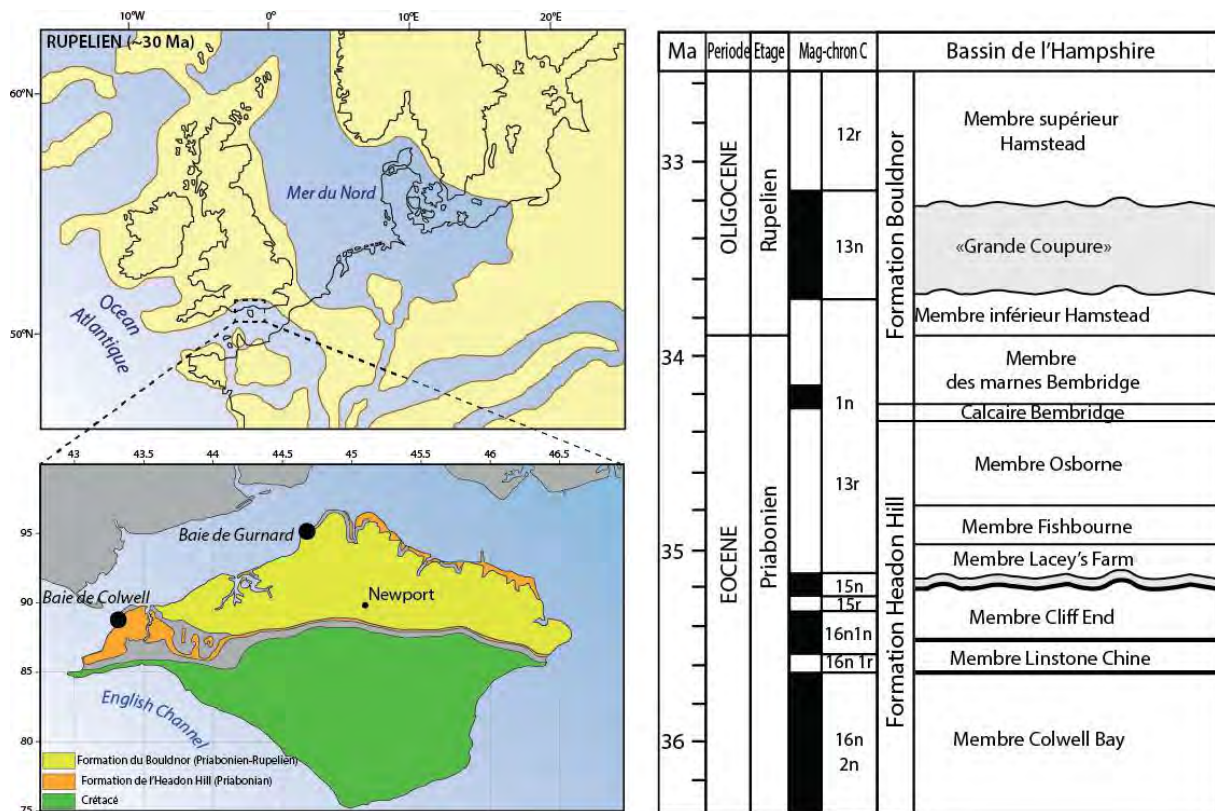 10°W 0° 10°E 20°E
RUPELIEN (~30 Ma)
60°N
Mer du Nord
Ocean
Atlantique
50°N
43 43.5 44 44.5 45 45.5 46 46.5
95
Baie de Gurnard
Baie de Colwell
90
Newport
85
English Channel
80
75
Formation du Bouldnor (Priabonien-Rupelien)
Formation de l'Headon Hill (Priabonian)
Crétacé
Ma Periode Etage Mag-chron C Bassin de l'Hampshire
33
34
35
36
OLIGOCENE
EOCENE
Rupelien
Priabonien
12r
13n
1n
13r
15n
15r
16n1n
16n 1r
16n
2n
Formation Bouldnor
Formation Headon Hill
Membre supérieur
Hamstead
«Grande Coupure»
Membre inférieur Hamstead
Membre
des marnes Bembridge
Calcaire Bembridge
Membre Osborne
Membre Fishbourne
Membre Lacey's Farm
Membre Cliff End
Membre Linstone Chine
Membre Colwell Bay